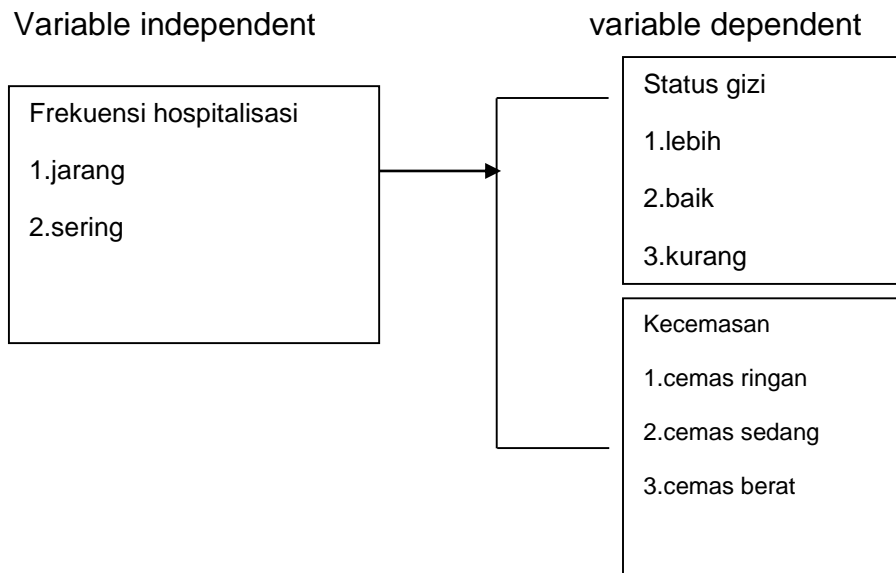 Variable independent
variable dependent
Frekuensi hospitalisasi
1.jarang
2.sering
Status gizi
1.lebih
2.baik
3.kurang
Kecemasan
1.cemas ringan
2.cemas sedang
3.cemas berat